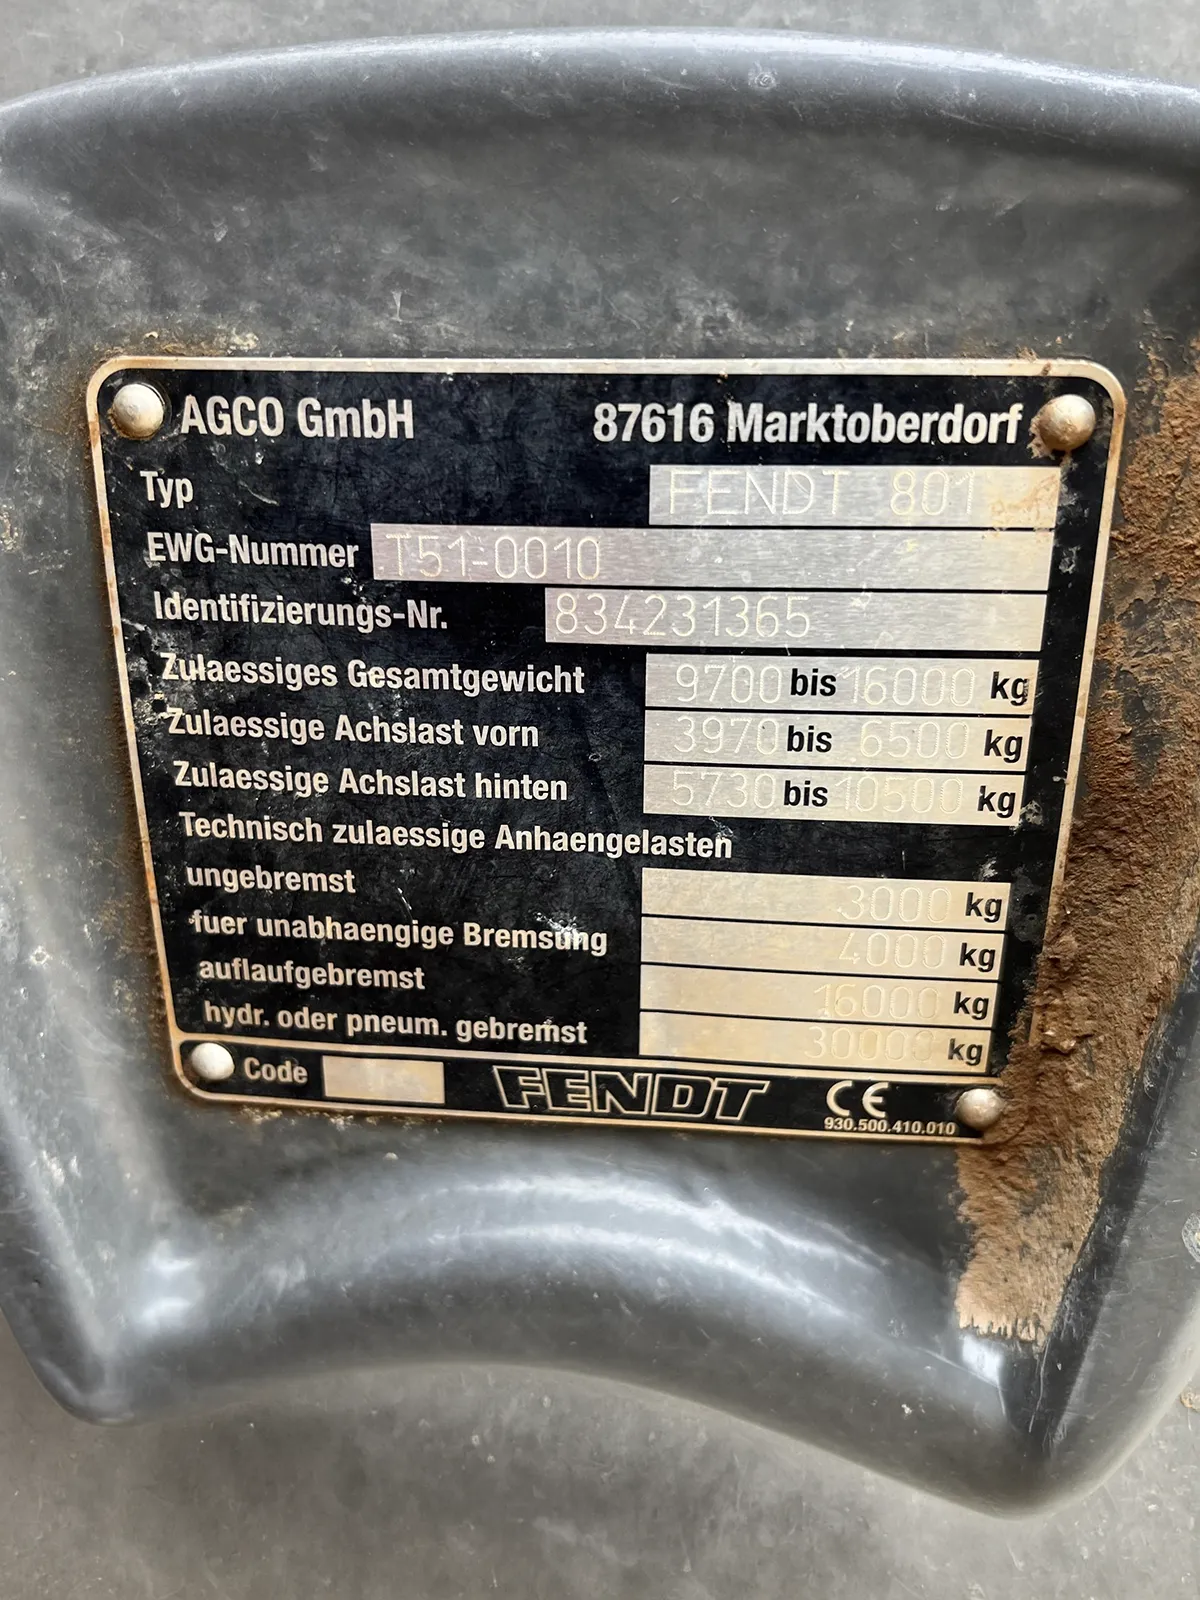 AGCO GmbH 87616 Marktoberdorf
Typ FENDT 801
EWG-Nummer T51-0010
Identifizierungs-Nr. 834231365
Zulaessiges Gesamtgewicht 9700 bis 16000 kg
Zulaessige Achslast vorn 3970 bis 6500 kg
Zulaessige Achslast hinten 5730 bis 10500 kg
Technisch zulaessige Anhaengelasten
ungebremst 3000 kg
fuer unabhaengige Bremsung 4000 kg
auflaufgebremst 16000 kg
hydr. oder pneum. gebremst 30000 kg
Code FENDT CE
930.500.410.010